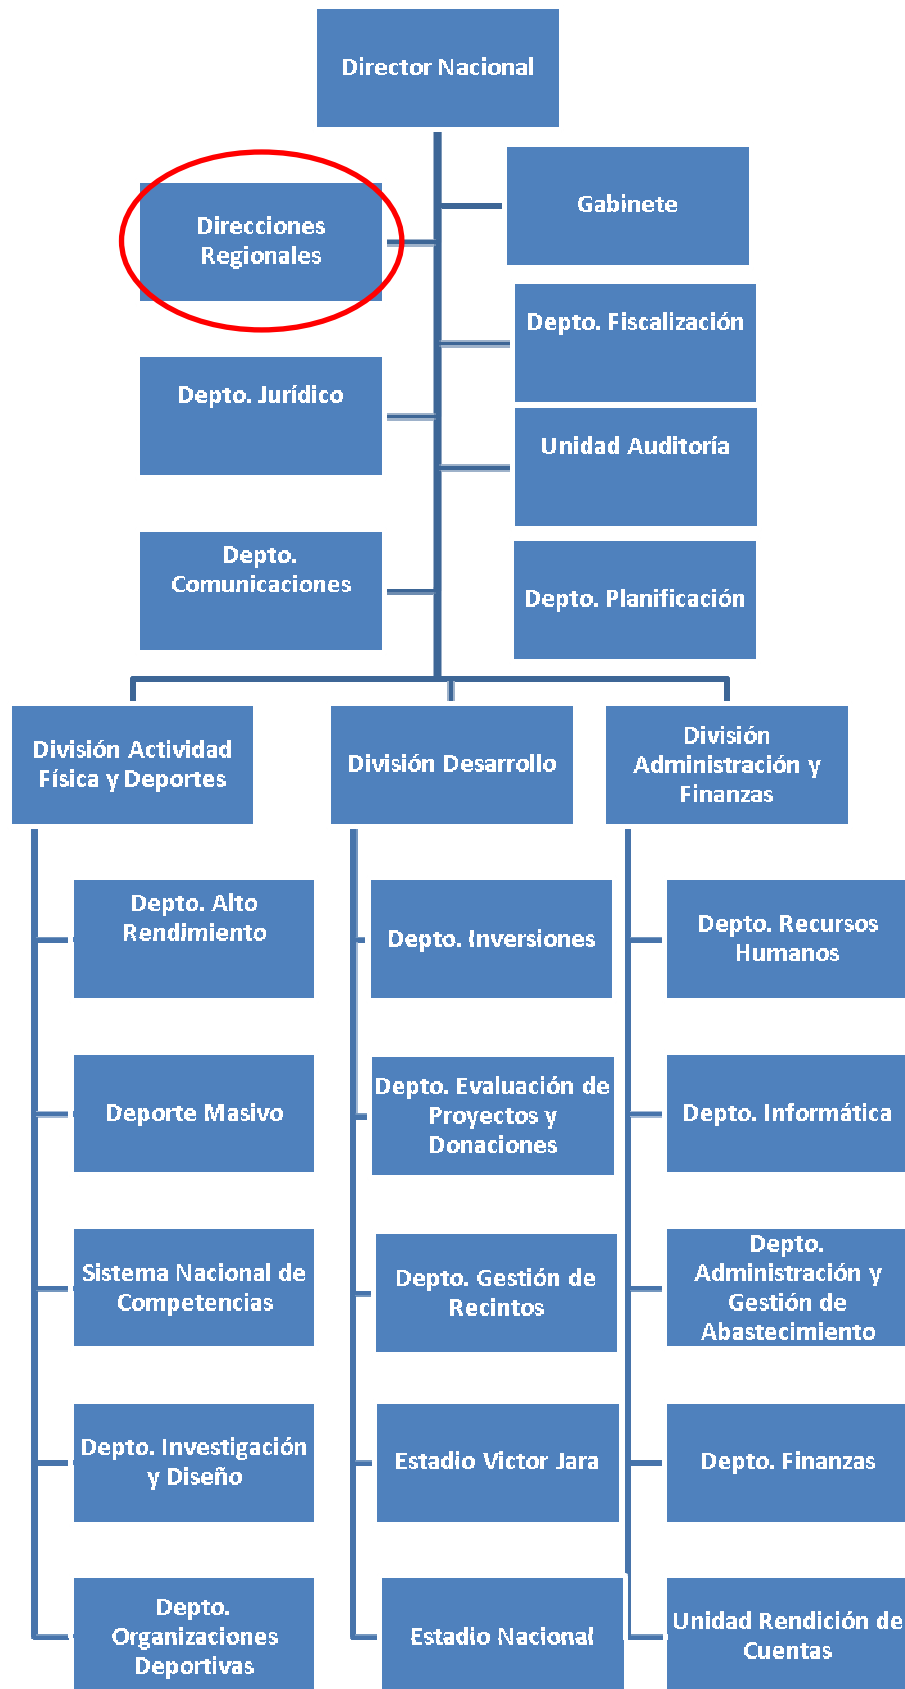 Director Nacional
Gabinete
Direcciones
Regionales
Depto. Fiscalización
Depto. Jurídico
Unidad Auditoría
Depto.
Comunicaciones
Depto. Planificación
División Actividad
Física y Deportes
División Desarrollo
División
Administración y
Finanzas
Depto. Alto
Rendimiento
Depto. Inversiones
Depto. Recursos
Humanos
Deporte Masivo
Depto. Evaluación de
Proyectos y
Donaciones
Depto. Informática
Sistema Nacional de
Competencias
Depto. Gestión de
Recintos
Depto.
Administración y
Gestión de
Abastecimiento
Depto. Investigación
y Diseño
Estadio Victor Jara
Depto. Finanzas
Depto.
Organizaciones
Deportivas
Estadio Nacional
Unidad Rendición de
Cuentas